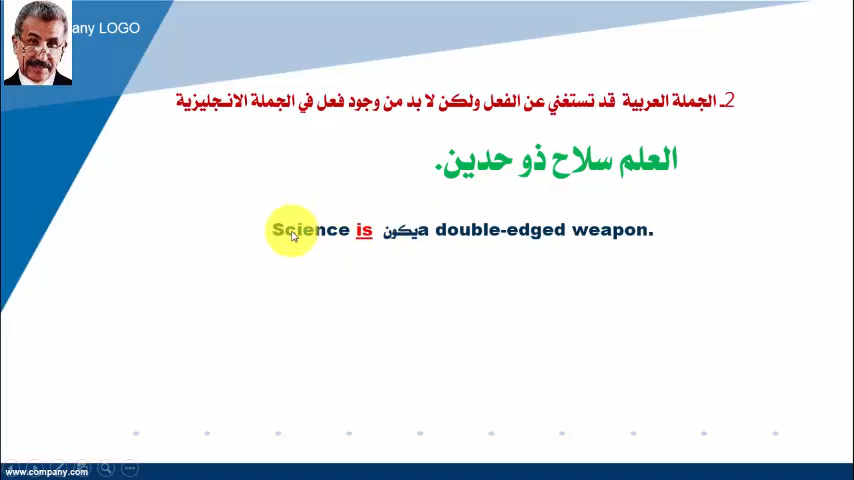 any LOGO
2ـ الجملة العربية قد تستغني عن الفعل ولكن لا بد من وجود فعل في الجملة الانجليزية
العلم سلاح ذو حدين.
Science is يكون a double-edged weapon.
www.company.com